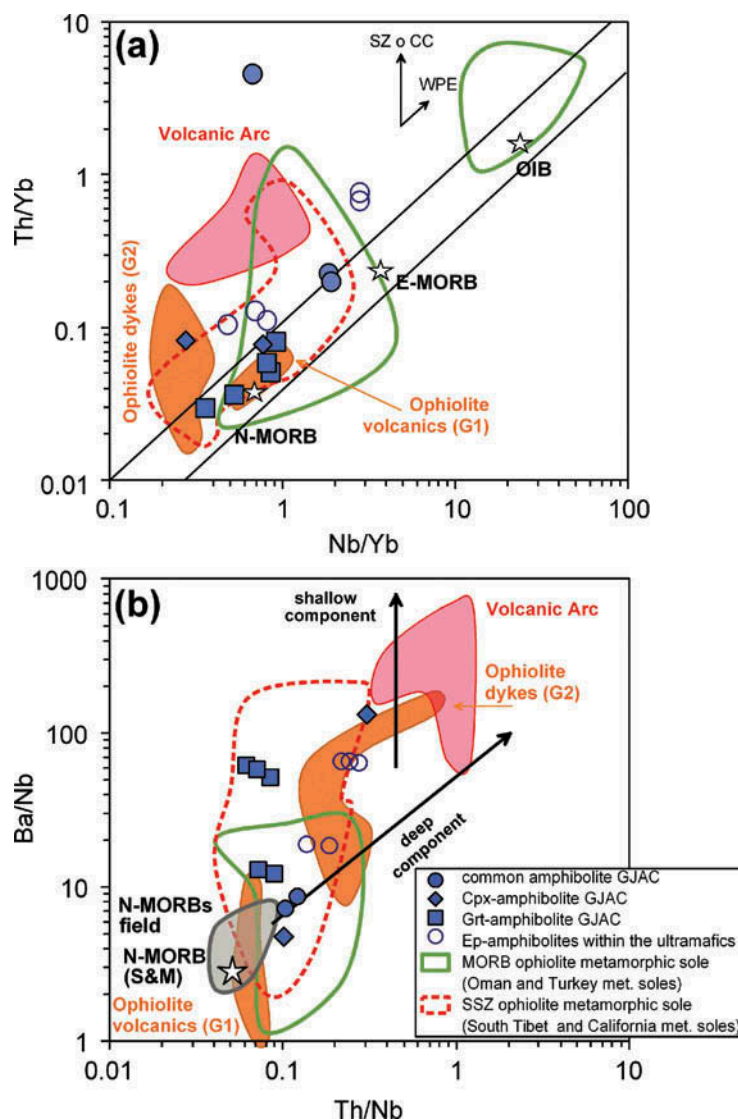 (a)
SZ o CC
WPE
Volcanic Arc
OIB
E-MORB
Ophiolite dykes (G2)
Ophiolite
volcanics (G1)
N-MORB
10
1
0.1
0.01
Th/Yb
0.1
1
10
100
Nb/Yb
(b)
shallow
component
Volcanic Arc
Ophiolite
dykes (G2)
deep
component
N-MORBs
field
N-MORB
(S&M)
Ophiolite
volcanics (G1)
common amphibolite GJAC
Cpx-amphibolite GJAC
Grt-amphibolite GJAC
Ep-amphibolites within the ultramafics
MORB ophiolite metamorphic sole
(Oman and Turkey met. soles)
SSZ ophiolite metamorphic sole
(South Tibet and California met. soles)
1000
100
10
1
Ba/Nb
0.01
0.1
1
10
Th/Nb